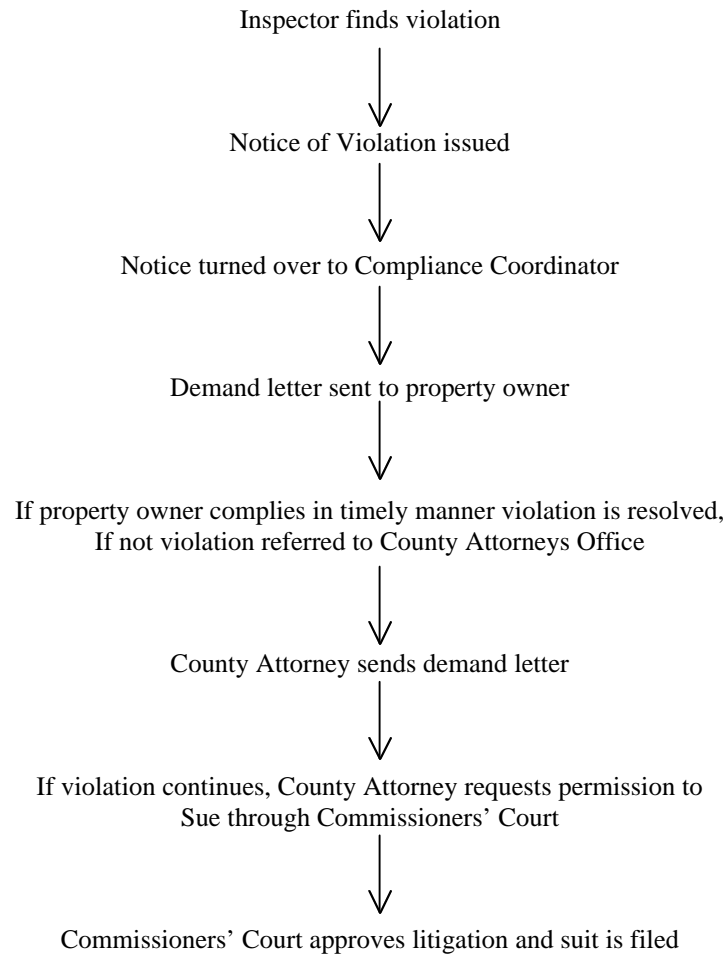 Inspector finds violation
Notice of Violation issued
Notice turned over to Compliance Coordinator
Demand letter sent to property owner
If property owner complies in timely manner violation is resolved,
If not violation referred to County Attorneys Office
County Attorney sends demand letter
If violation continues, County Attorney requests permission to
Sue through Commissioners’ Court
Commissioners’ Court approves litigation and suit is filed